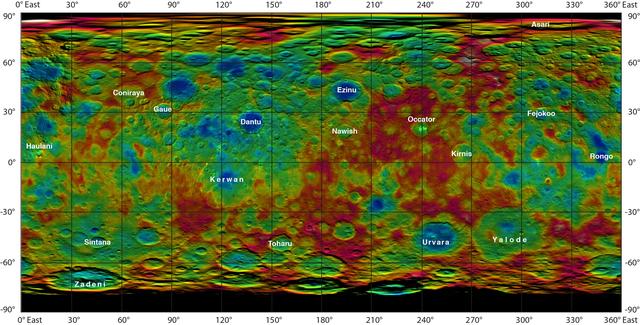 0° East 30° 60° 90° 120° 150° 180° 210° 240° 270° 300° 330° 360° East
90° 90°
Asari
60° 60°
Coniraya Ezinu
30° Gaue 30°
Dantu Nawish Occator Fejokoo
Haulani Kirnis Rongo
0° 0°
Kerwan
-30° -30°
Sintana Toharu Urvara Yalode
-60° -60°
Zadeni
-90° -90°
0° East 30° 60° 90° 120° 150° 180° 210° 240° 270° 300° 330° 360° East